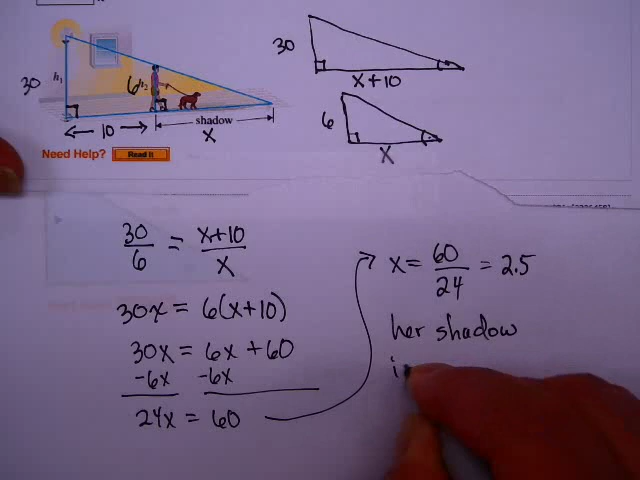 30
h₁
6
h₂
← 10 →
shadow
x
Need Help? Read It
30
x+10
6
x
30/6 = x+10/x
30x = 6(x+10)
30x = 6x + 60
-6x -6x
24x = 60
x = 60/24 = 2.5
her shadow